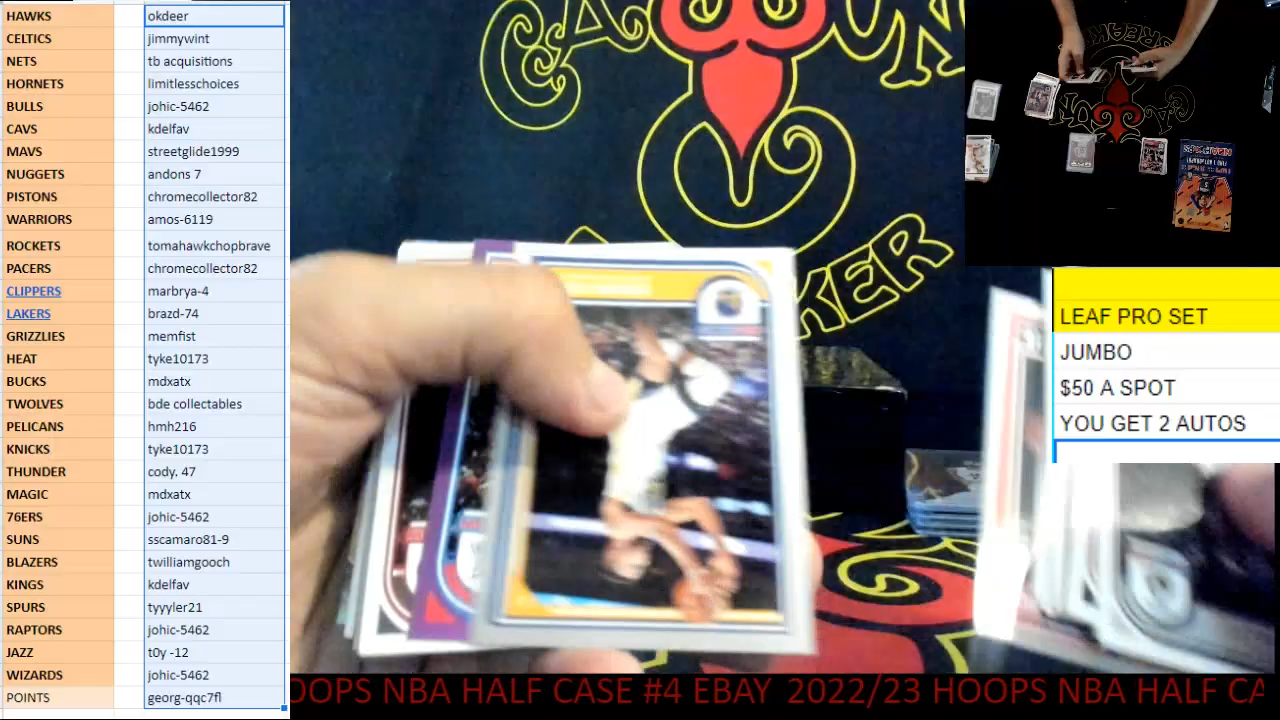 HAWKS okdeer
CELTICS jimmywint
NETS tb acquisitions
HORNETS limitlesschoices
BULLS johic-5462
CAVS kdelfav
MAVS streetglide1999
NUGGETS andons 7
PISTONS chromecollector82
WARRIORS amos-6119
ROCKETS tomahawkchopbrave
PACERS chromecollector82
CLIPPERS marbrya-4
LAKERS brazd-74
GRIZZLIES memfist
HEAT tyke10173
BUCKS mdxatx
TWOLVES bde collectables
PELICANS hmh216
KNICKS tyke10173
THUNDER cody. 47
MAGIC mdxatx
76ERS johic-5462
SUNS sscamaro81-9
BLAZERS twilliamgooch
KINGS kdelfav
SPURS tyyyler21
RAPTORS johic-5462
JAZZ t0y -12
WIZARDS johic-5462
POINTS georg-qqc7fl
LEAF PRO SET
JUMBO
$50 A SPOT
YOU GET 2 AUTOS
OOPS NBA HALF CASE #4 EBAY 2022/23 HOOPS NBA HALF CA